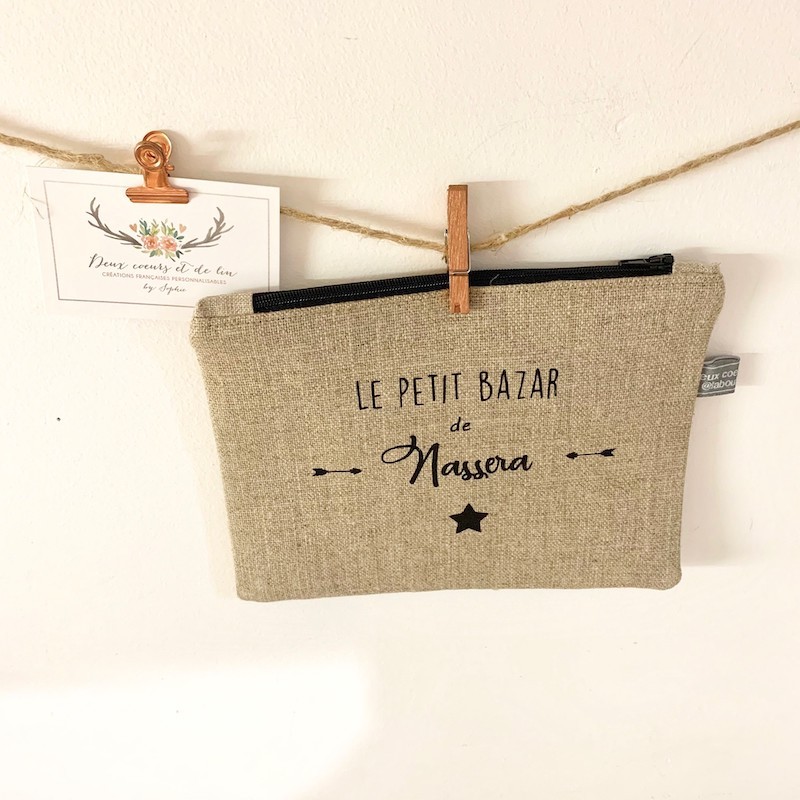 Deux coeurs et de lin
CRÉATIONS FRANÇAISES PERSONNALISABLES
by Sophie
LE PETIT BAZAR
de
Nassera